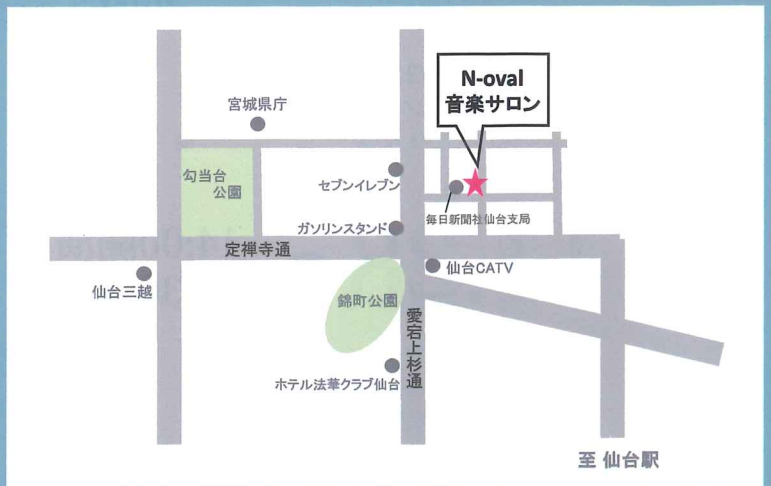 N-oval
音楽サロン
宮城県庁
勾当台
公園
セブンイレブン
毎日新聞社仙台支局
ガソリンスタンド
定禅寺通
仙台CATV
仙台三越
錦町公園
愛宕上杉通
ホテル法華クラブ仙台
至 仙台駅